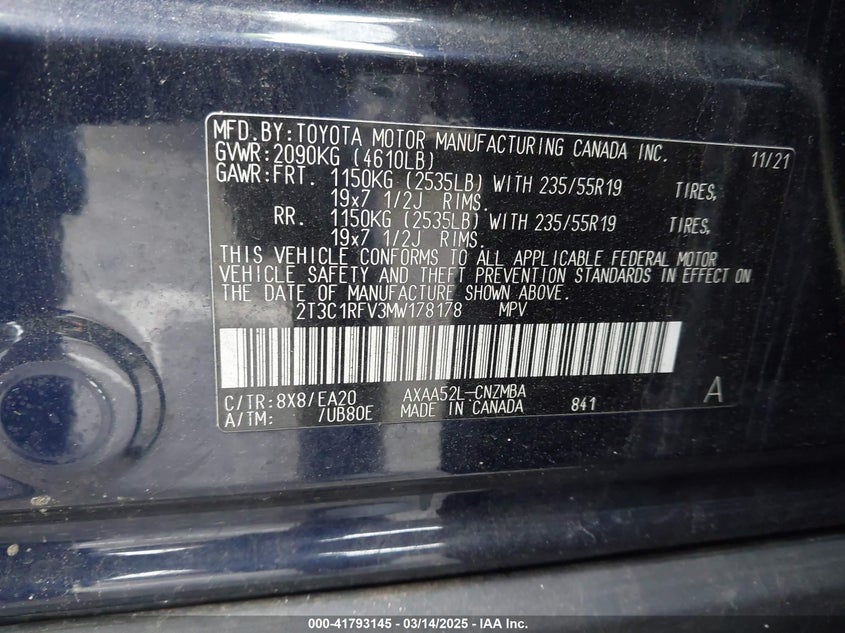 MFD.BY:TOYOTA MOTOR MANUFACTURING CANADA INC. 11/21
GVWR:2090KG (4610LB)
GAWR:FRT. 1150KG (2535LB) WITH 235/55R19 TIRES,
19x7 1/2J RIMS.
RR. 1150KG (2535LB) WITH 235/55R19 TIRES,
19x7 1/2J RIMS.
THIS VEHICLE CONFORMS TO ALL APPLICABLE FEDERAL MOTOR
VEHICLE SAFETY AND THEFT PREVENTION STANDARDS IN EFFECT ON
THE DATE OF MANUFACTURE SHOWN ABOVE.
2T3C1RFV3MW178178 MPV
C/TR:8X8/EA20 AXAA52L-CNZMBA A
A/TM: /UB80E MADE IN CANADA 841
000-41793145 - 03/14/2025 - IAA Inc.